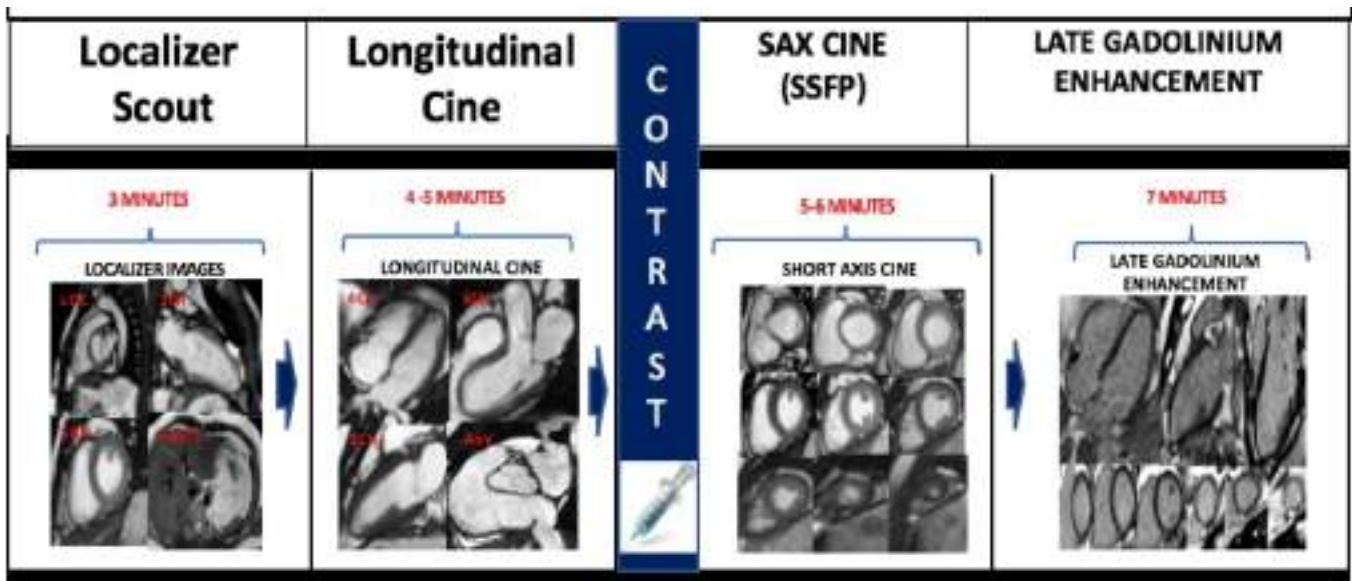 Localizer
Scout
Longitudinal
Cine
CONTRAST
SAX CINE
(SSFP)
LATE GADOLINIUM
ENHANCEMENT
3 MINUTES
LOCALIZER IMAGES
4 -5 MINUTES
LONGITUDINAL CINE
5-6 MINUTES
SHORT AXIS CINE
7 MINUTES
LATE GADOLINIUM
ENHANCEMENT